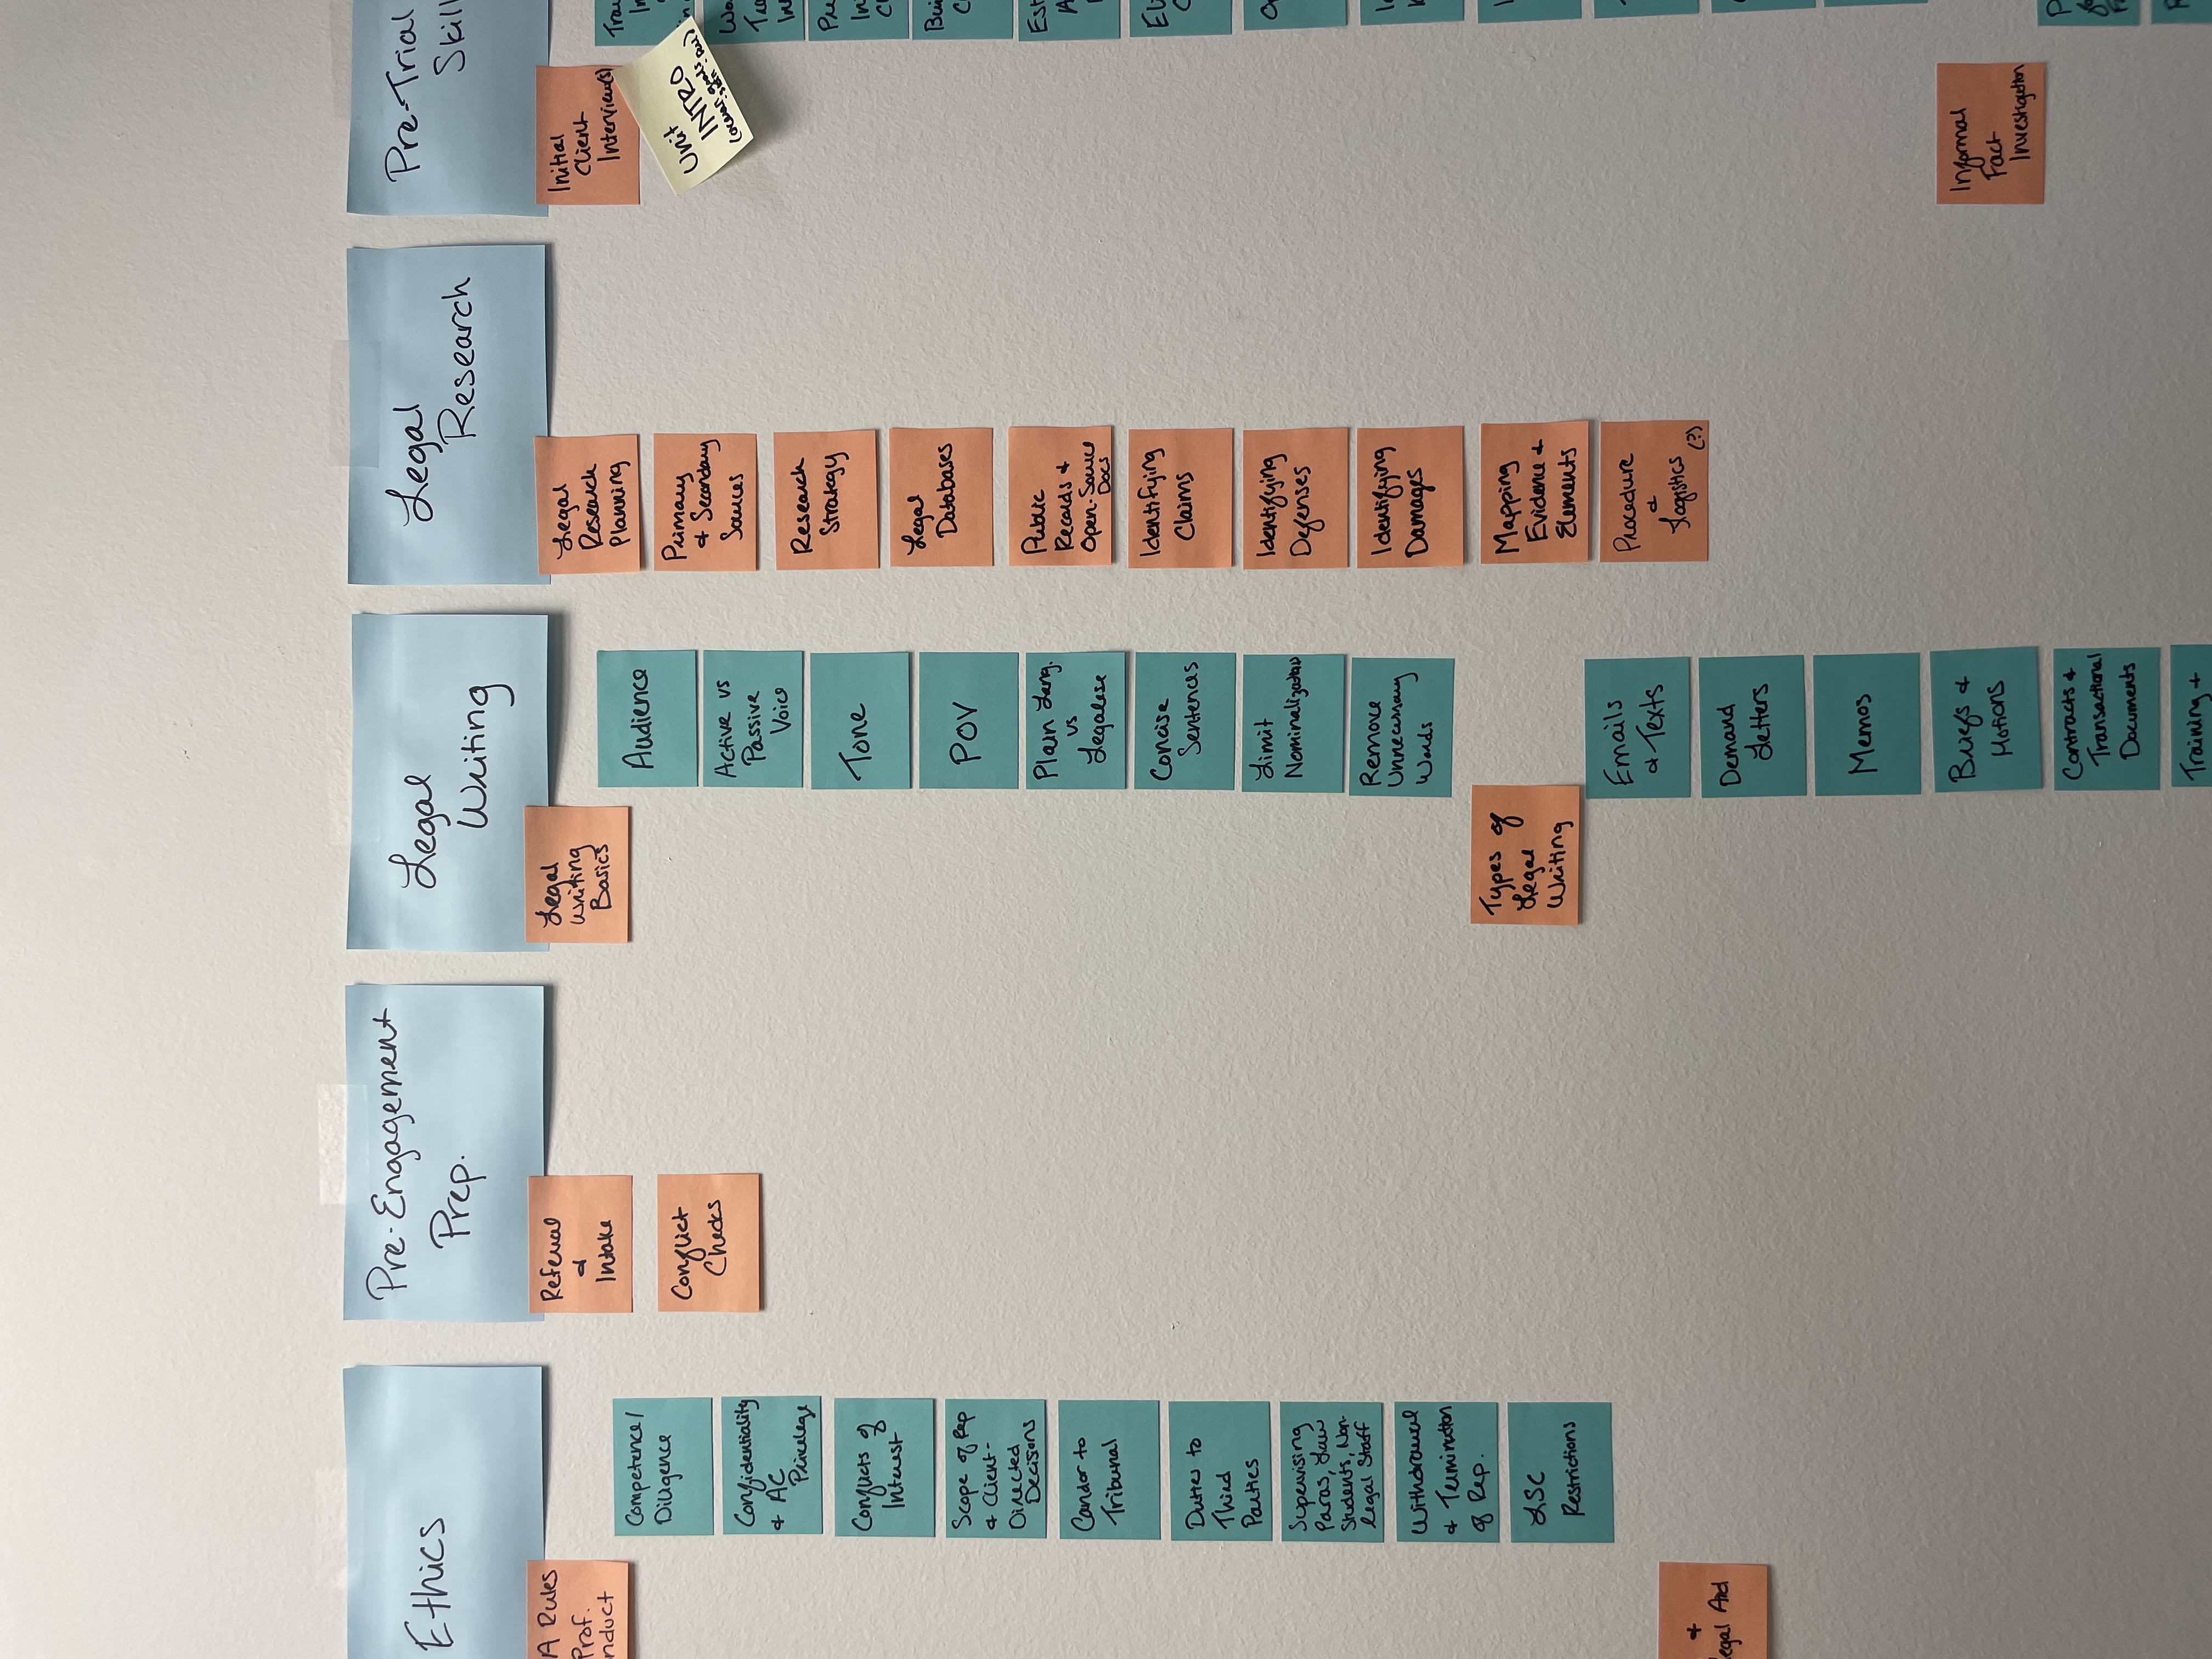 Ethics
A Rules
Prof.
nduct
Competence/
Diligence
Confidentiality
& AC
Privelege
Conflicts of
Interest
Scope of Rep
& Client-
Directed
Decisions
Candor to
Tribunal
Duties to
Third
Parties
Supervising
Paras, Law
Students, Non-
legal Staff
Withdrawal
& Termination
of Rep.
LSC
Restrictions
&
egal Aid
Pre-Engagement
Prep.
Referral
&
Intake
Conflict
Checks
Legal
Writing
Legal
Writing
Basics
Audience
Active vs
Passive
Voice
Tone
POV
Plain Lang.
vs
Legalese
Concise
Sentences
Limit
Nominalizations
Remove
Unnecessary
Words
Types of
Legal
Writing
Emails
& Texts
Demand
Letters
Memos
Briefs &
Motions
Contracts &
Transactional
Documents
Training &
Legal
Research
Legal
Research
Planning
Primary
& Secondary
Sources
Research
Strategy
Legal
Databases
Public
Records &
Open-Source
Docs
Identifying
Claims
Identifying
Defenses
Identifying
Damages
Mapping
Evidence &
Elements
Procedure
&
Logistics
(?)
Pre-Trial
Skill
Initial
Client
Interview(s)
Unit
INTRO
Informal
Fact
Investigation